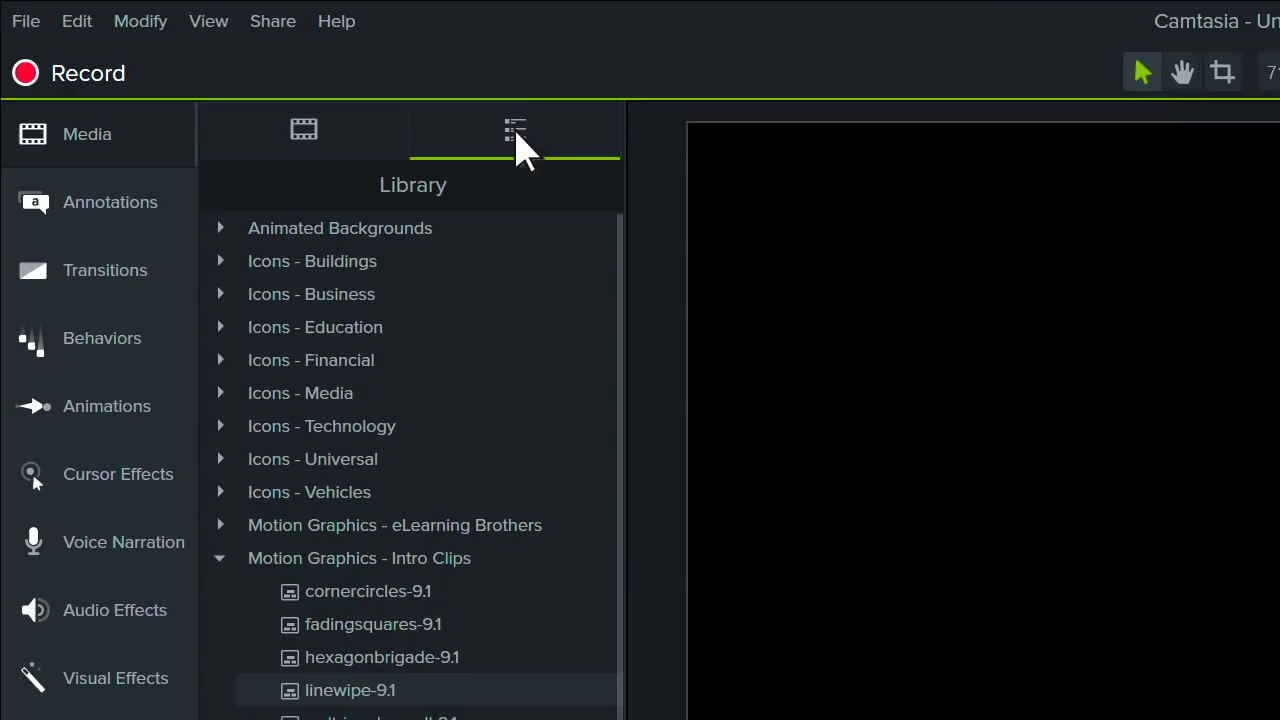 File Edit Modify View Share Help
Camtasia - Un
Record
Media
Annotations
Transitions
Behaviors
Animations
Cursor Effects
Voice Narration
Audio Effects
Visual Effects
Library
Animated Backgrounds
Icons - Buildings
Icons - Business
Icons - Education
Icons - Financial
Icons - Media
Icons - Technology
Icons - Universal
Icons - Vehicles
Motion Graphics - eLearning Brothers
Motion Graphics - Intro Clips
cornercircles-9.1
fadingsquares-9.1
hexagonbrigade-9.1
linewipe-9.1